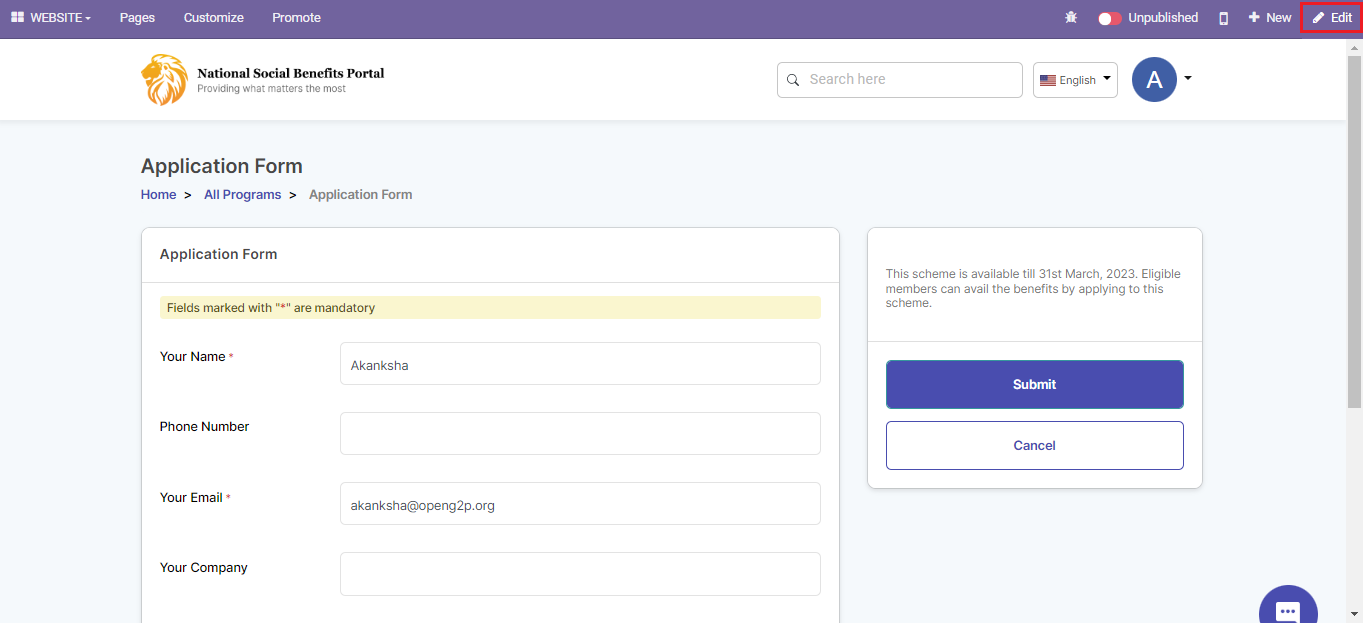 WEBSITE Pages Customize Promote Unpublished New Edit
National Social Benefits Portal
Providing what matters the most
Search here
English
A
Application Form
Home > All Programs > Application Form
Application Form
Fields marked with "*" are mandatory
Your Name *
Akanksha
Phone Number
Your Email *
akanksha@openg2p.org
Your Company
This scheme is available till 31st March, 2023. Eligible
members can avail the benefits by applying to this
scheme.
Submit
Cancel